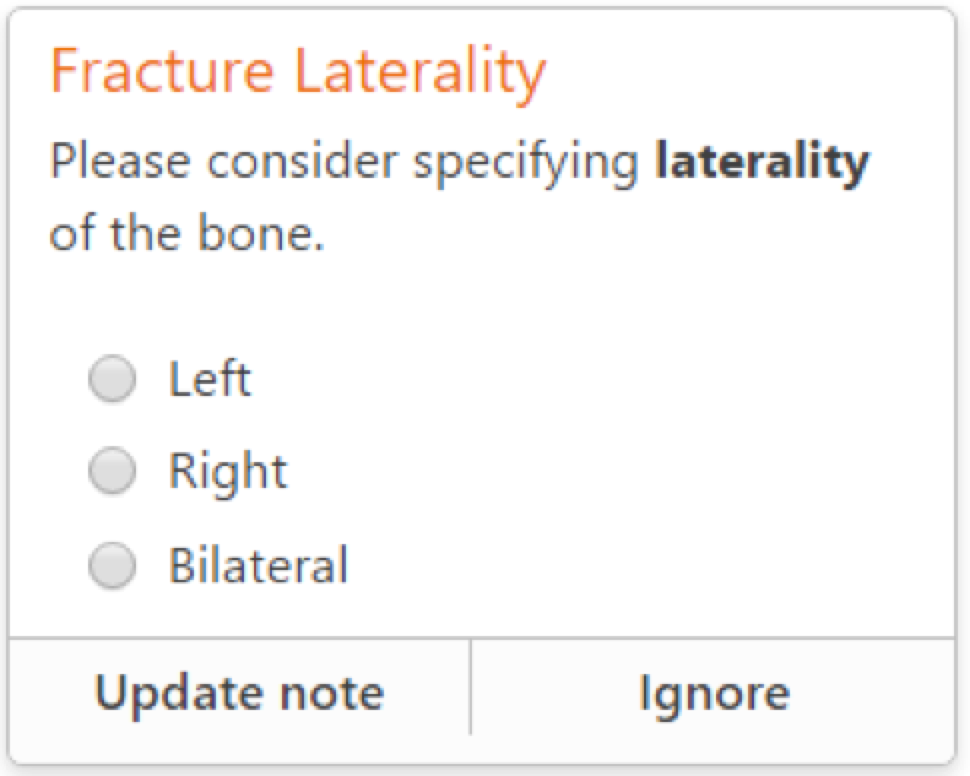 Fracture Laterality
Please consider specifying laterality
of the bone.
Left
Right
Bilateral
Update note
Ignore